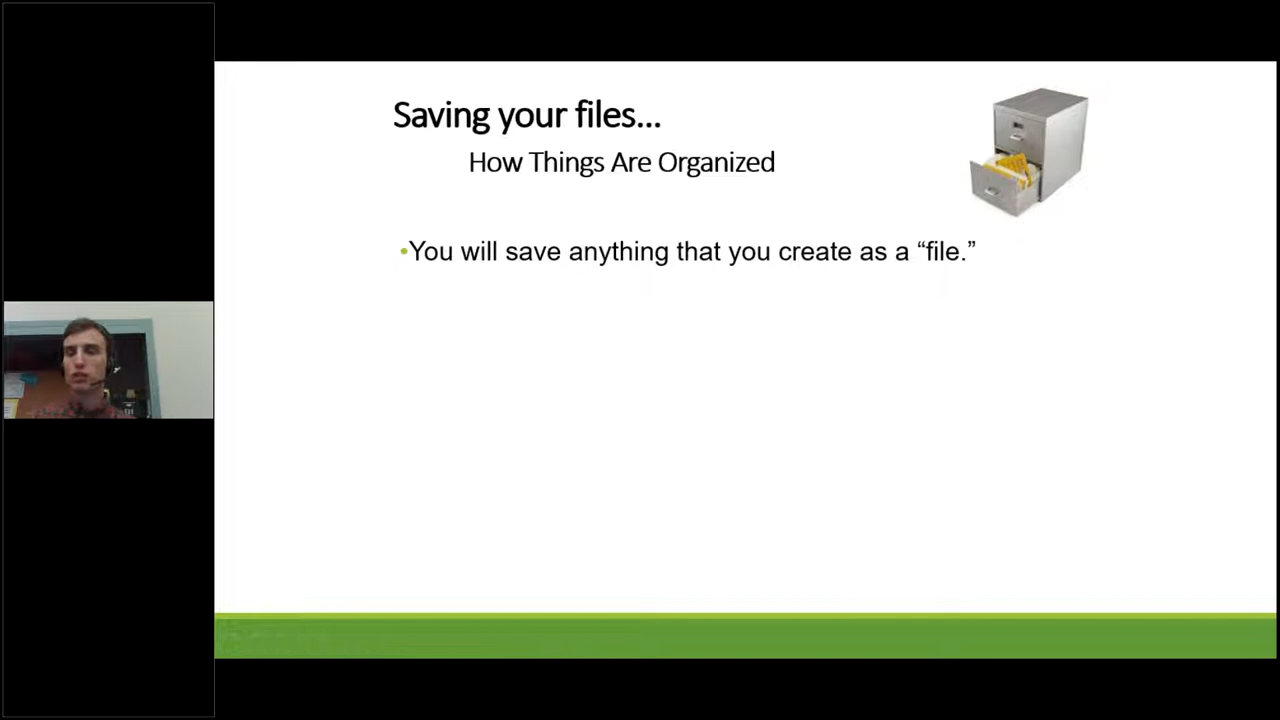 Saving your files...
How Things Are Organized
•You will save anything that you create as a “file.”